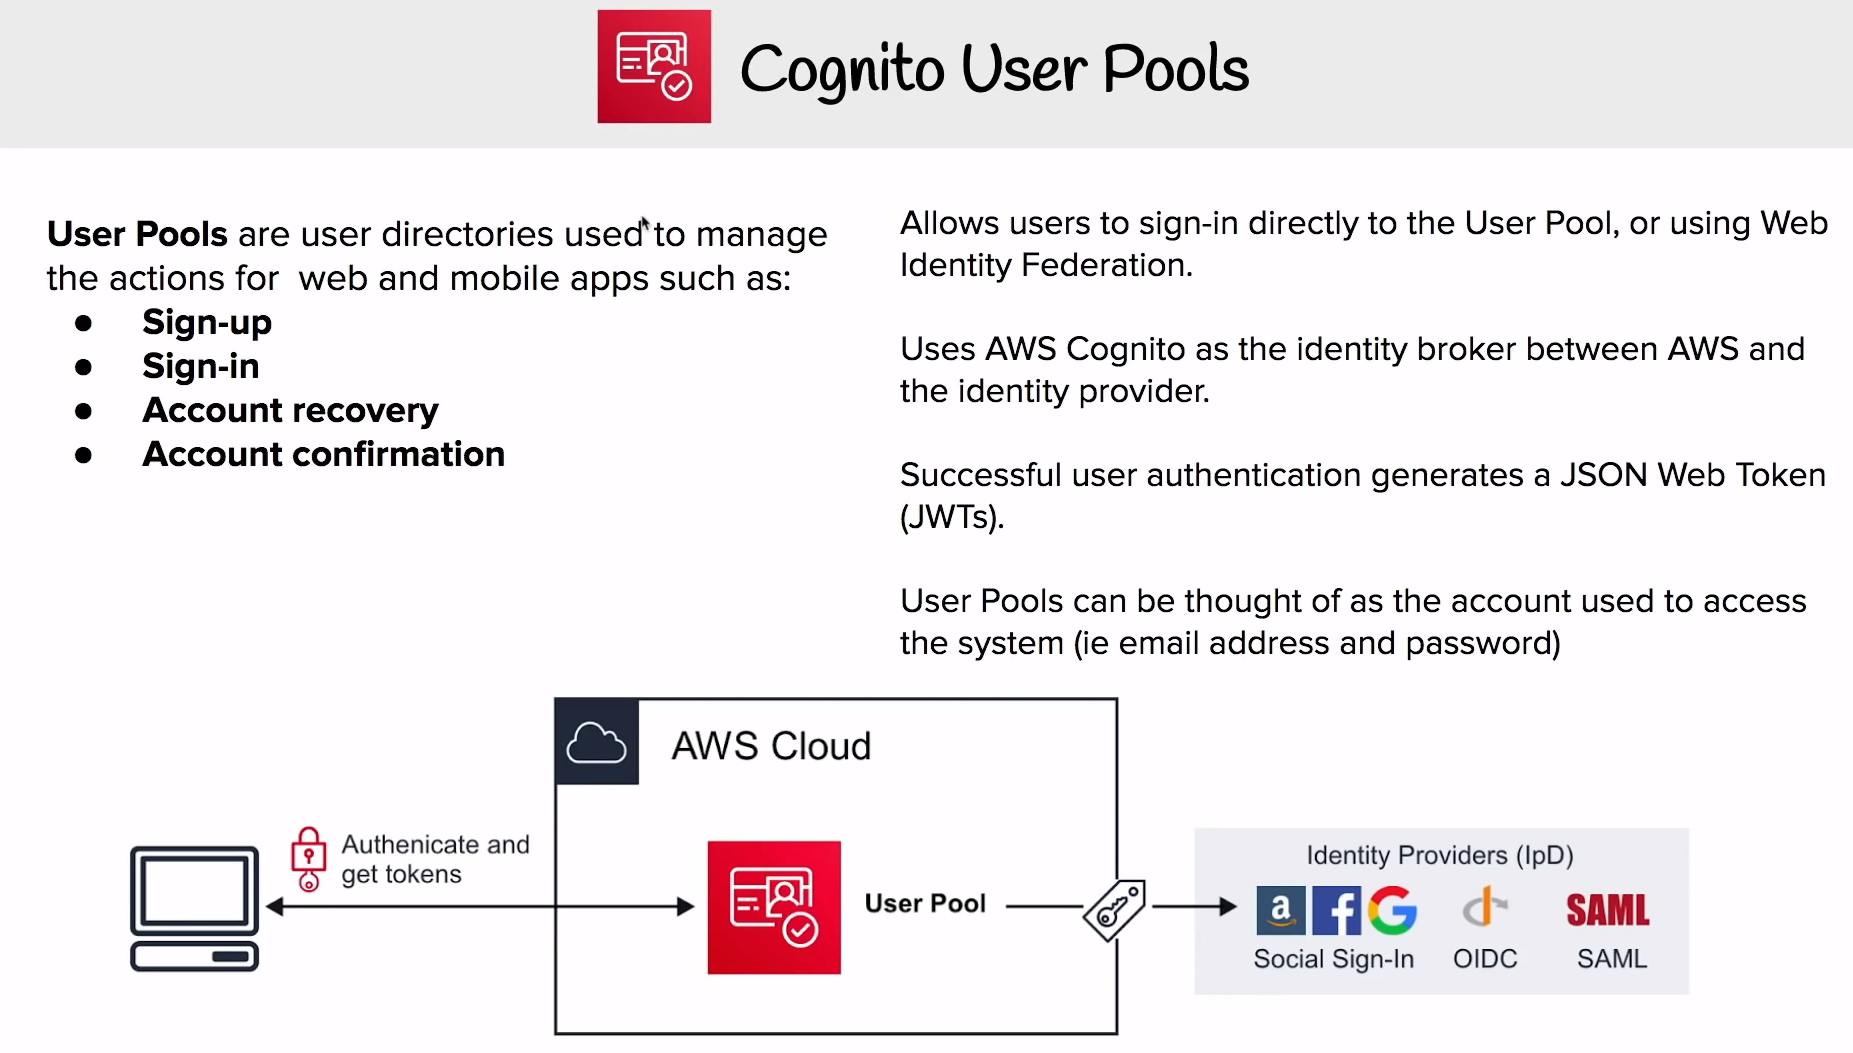 Cognito User Pools
User Pools are user directories used to manage
the actions for web and mobile apps such as:
● Sign-up
● Sign-in
● Account recovery
● Account confirmation
Allows users to sign-in directly to the User Pool, or using Web
Identity Federation.
Uses AWS Cognito as the identity broker between AWS and
the identity provider.
Successful user authentication generates a JSON Web Token
(JWTs).
User Pools can be thought of as the account used to access
the system (ie email address and password)
AWS Cloud
Authenicate and
get tokens
User Pool
Identity Providers (IpD)
a f G
SAML
Social Sign-In
OIDC
SAML